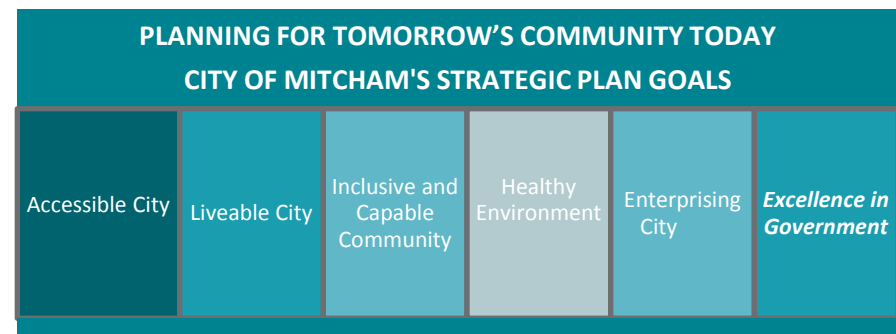 PLANNING FOR TOMORROW’S COMMUNITY TODAY
CITY OF MITCHAM'S STRATEGIC PLAN GOALS
Accessible City
Liveable City
Inclusive and
Capable
Community
Healthy
Environment
Enterprising
City
Excellence in
Government